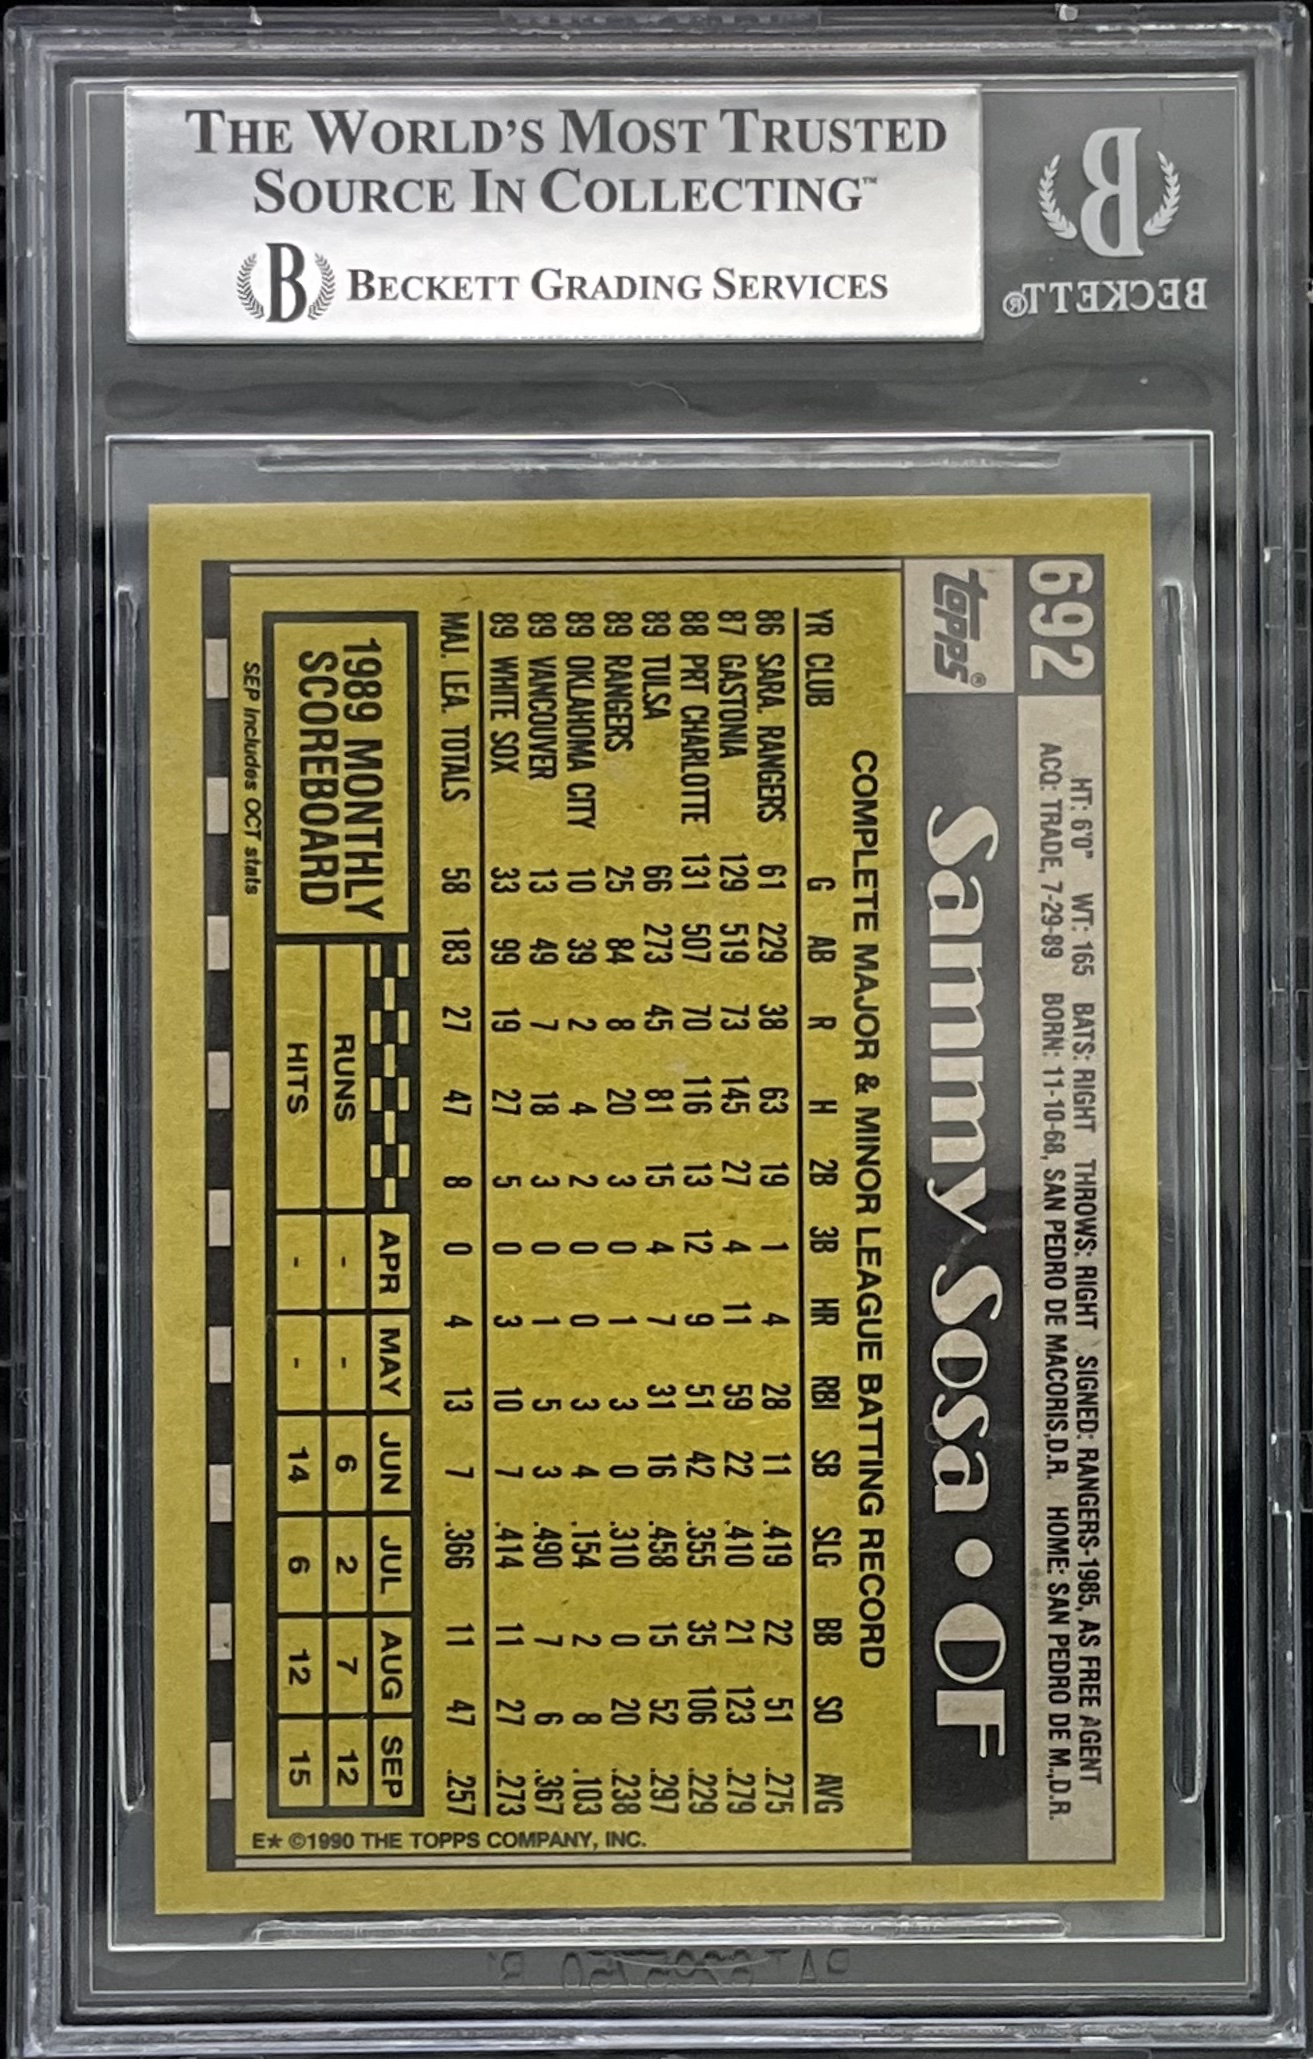 THE WORLD'S MOST TRUSTED
SOURCE IN COLLECTING™
B BECKETT GRADING SERVICES
B
BECKETT®
692
HT: 6'0" WT: 165 BATS: RIGHT THROWS: RIGHT SIGNED: RANGERS-1985, AS FREE AGENT
ACQ: TRADE, 7-29-89 BORN: 11-10-68, SAN PEDRO DE MACORIS, D.R. HOME: SAN PEDRO DE M., D.R.
topps® Sammy Sosa • OF
COMPLETE MAJOR & MINOR LEAGUE BATTING RECORD
YR CLUB G AB R H 2B 3B HR RBI SB SLG BB SO AVG
86 SARA. RANGERS 61 229 38 63 19 1 4 28 11 .419 22 51 .275
87 GASTONIA 129 519 73 145 27 4 11 59 22 .410 21 123 .279
88 PRT CHARLOTTE 131 507 70 116 13 12 9 51 42 .355 35 106 .229
89 TULSA 66 273 45 81 15 4 7 31 16 .458 15 52 .297
89 RANGERS 25 84 8 20 3 0 1 3 0 .310 0 20 .238
89 OKLAHOMA CITY 10 39 2 4 2 0 0 3 4 .154 2 8 .103
89 VANCOUVER 13 49 7 18 3 0 1 5 3 .490 7 6 .367
89 WHITE SOX 33 99 19 27 5 0 3 10 7 .414 11 27 .273
MAJ. LEA. TOTALS 58 183 27 47 8 0 4 13 7 .366 11 47 .257
1989 MONTHLY
SCOREBOARD
APR MAY JUN JUL AUG SEP
RUNS - - 6 2 7 12
HITS - - 14 6 12 15
SEP Includes OCT stats
E★ ©1990 THE TOPPS COMPANY, INC.